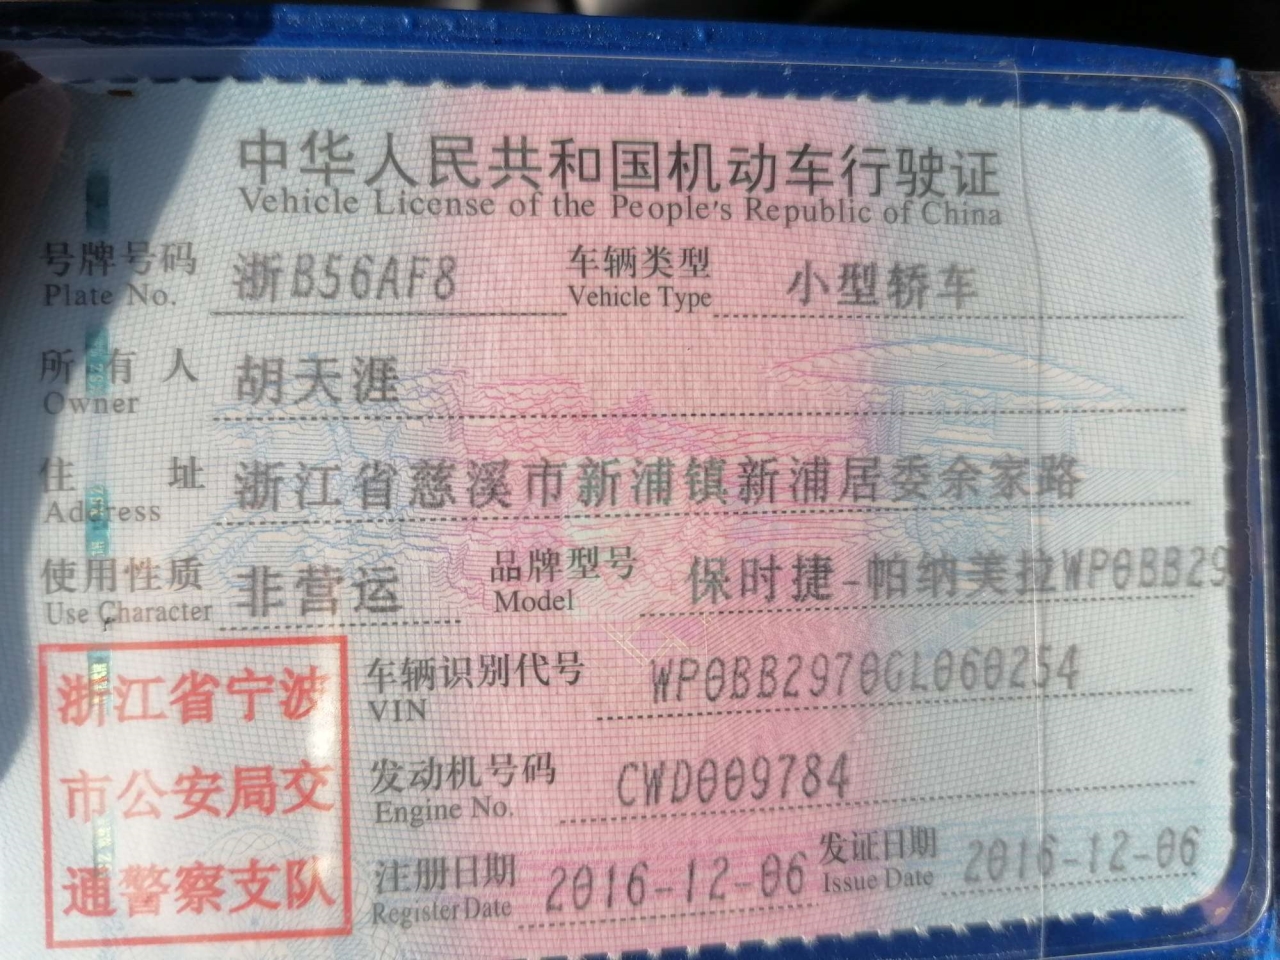 中华人民共和国机动车行驶证
Vehicle License of the People's Republic of China
号牌号码 浙B56AF8 车辆类型 小型轿车
Plate No. Vehicle Type
所有人 胡天涯
Owner
住址 浙江省慈溪市新浦镇新浦居委余家路
Address
使用性质 非营运 品牌型号 保时捷-帕纳美拉WP0BB29
Use Character Model
浙江省宁波
市公安局交
通警察支队
车辆识别代号 WP0BB2970GL060254
VIN
发动机号码 CWD009784
Engine No.
注册日期 2016-12-06 发证日期 2016-12-06
Register Date Issue Date